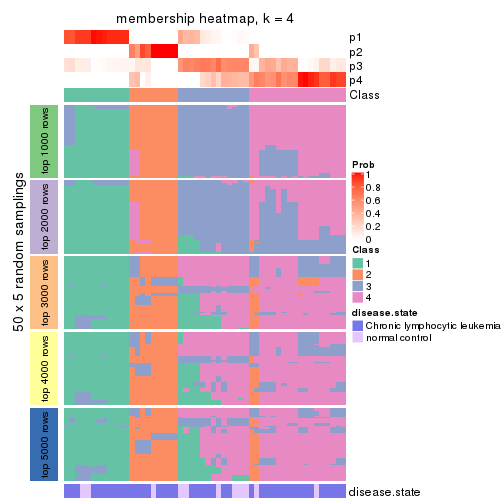 membership heatmap, k = 4
p1
p2
p3
p4
Class
50 x 5 random samplings
top 1000 rows
top 2000 rows
top 3000 rows
top 4000 rows
top 5000 rows
disease.state
Prob
1
0.8
0.6
0.4
0.2
0
Class
1
2
3
4
disease.state
Chronic lymphocytic leukemia
normal control